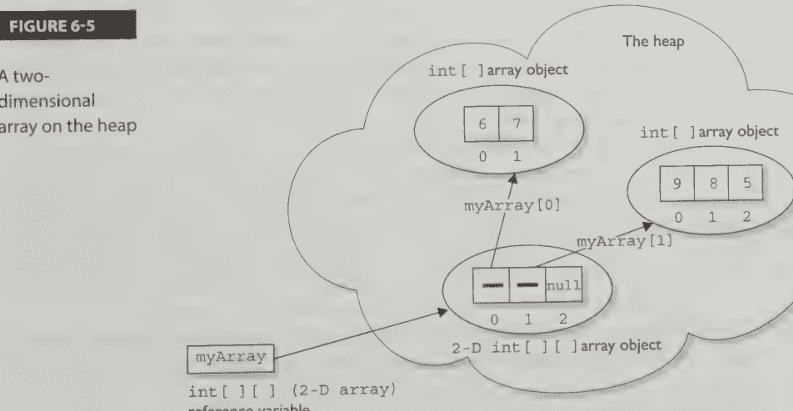 FIGURE 6-5
A two-
dimensional
array on the heap
The heap
int[ ]array object
6 7
0 1
int[ ]array object
9 8 5
0 1 2
myArray[0]
myArray[1]
null
0 1 2
2-D int[ ][ ]array object
myArray
int[ ][ ] (2-D array)
reference variable